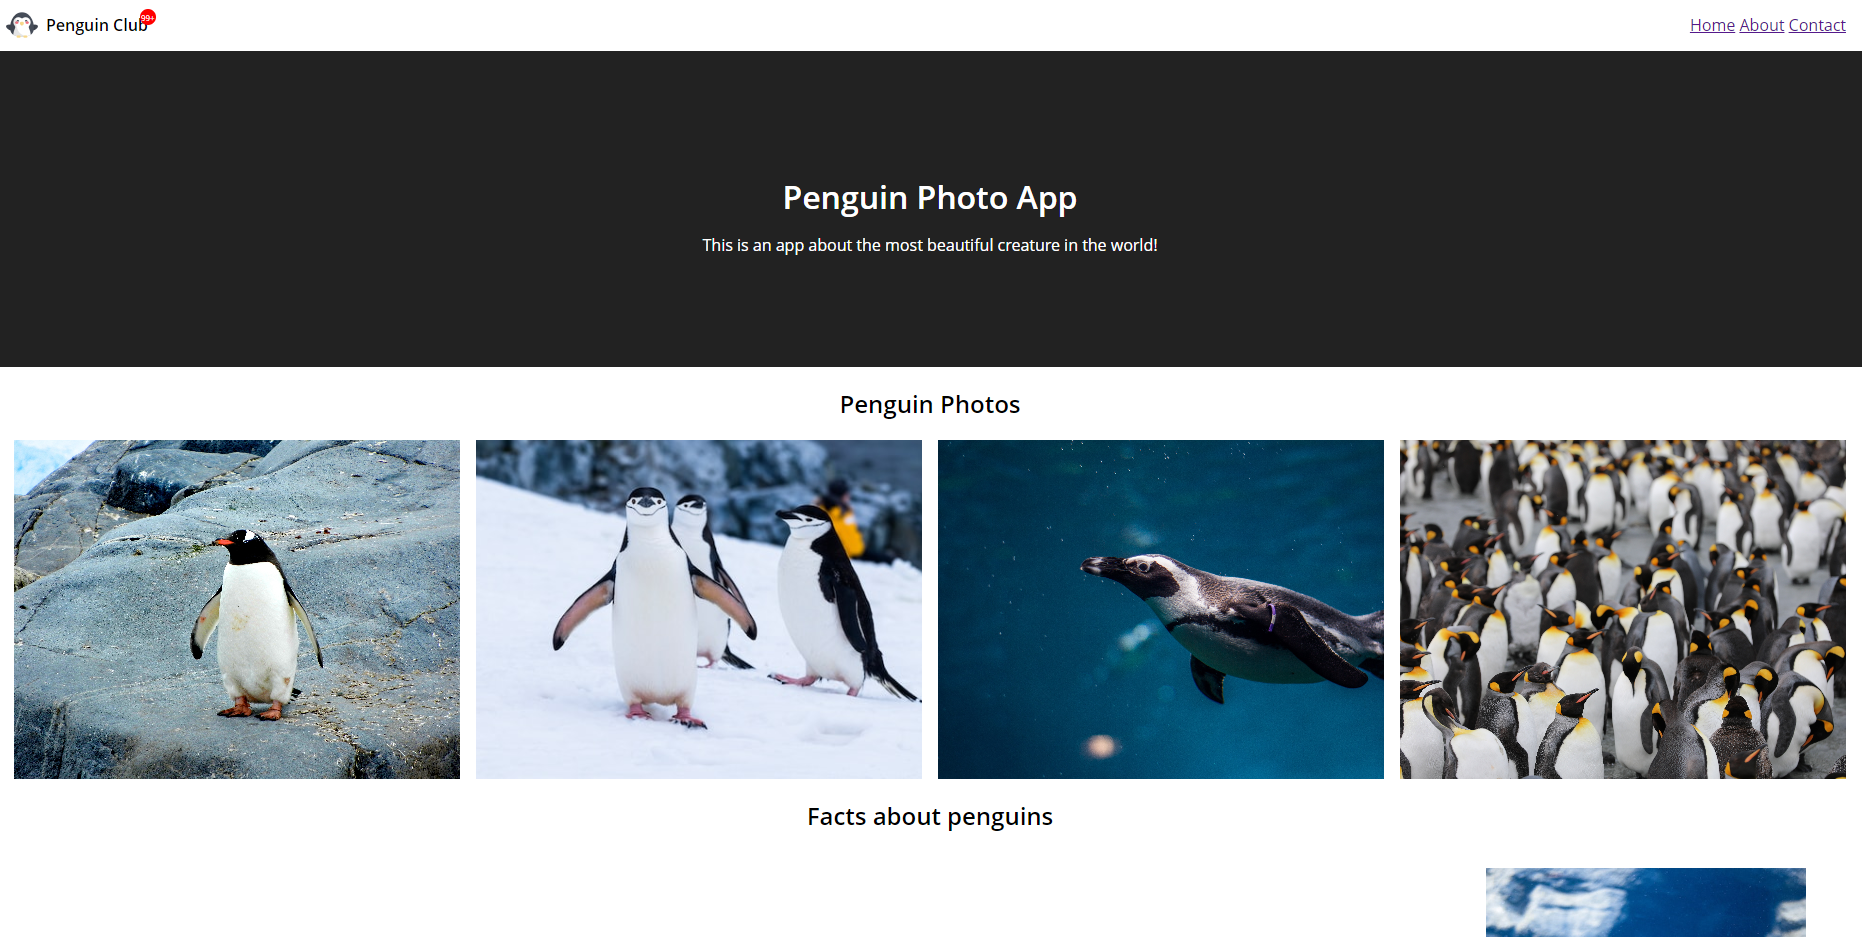 Penguin Club 99+
Home About Contact
Penguin Photo App
This is an app about the most beautiful creature in the world!
Penguin Photos
Facts about penguins